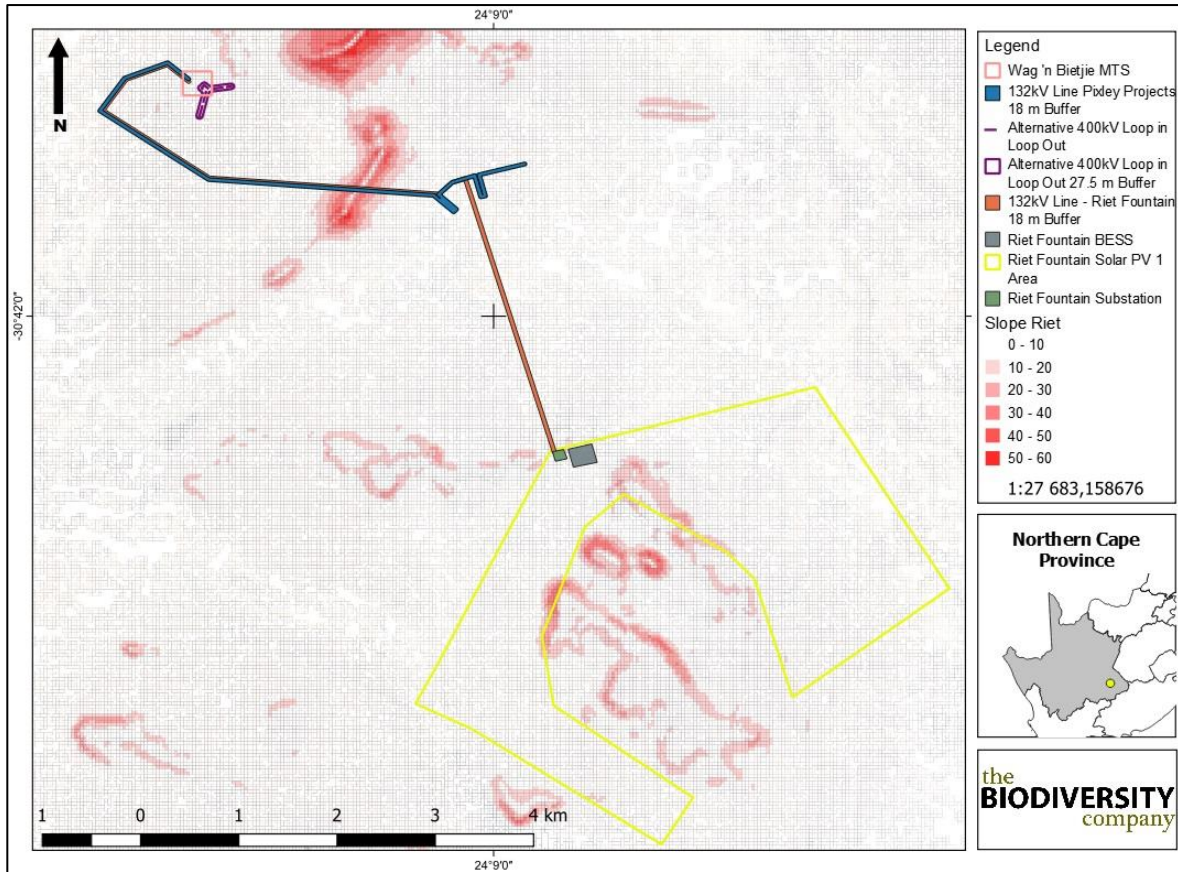 24°9'0"
N
-30°42'0"
1 0 1 2 3 4 km
24°9'0"
Legend
Wag 'n Bietjie MTS
132kV Line Pixley Projects
18 m Buffer
Alternative 400kV Loop in
Loop Out
Alternative 400kV Loop in
Loop Out 27.5 m Buffer
132kV Line - Riet Fountain
18 m Buffer
Riet Fountain BESS
Riet Fountain Solar PV 1
Area
Riet Fountain Substation
Slope Riet
0 - 10
10 - 20
20 - 30
30 - 40
40 - 50
50 - 60
1:27 683,158676
Northern Cape
Province
the
BIODIVERSITY
company